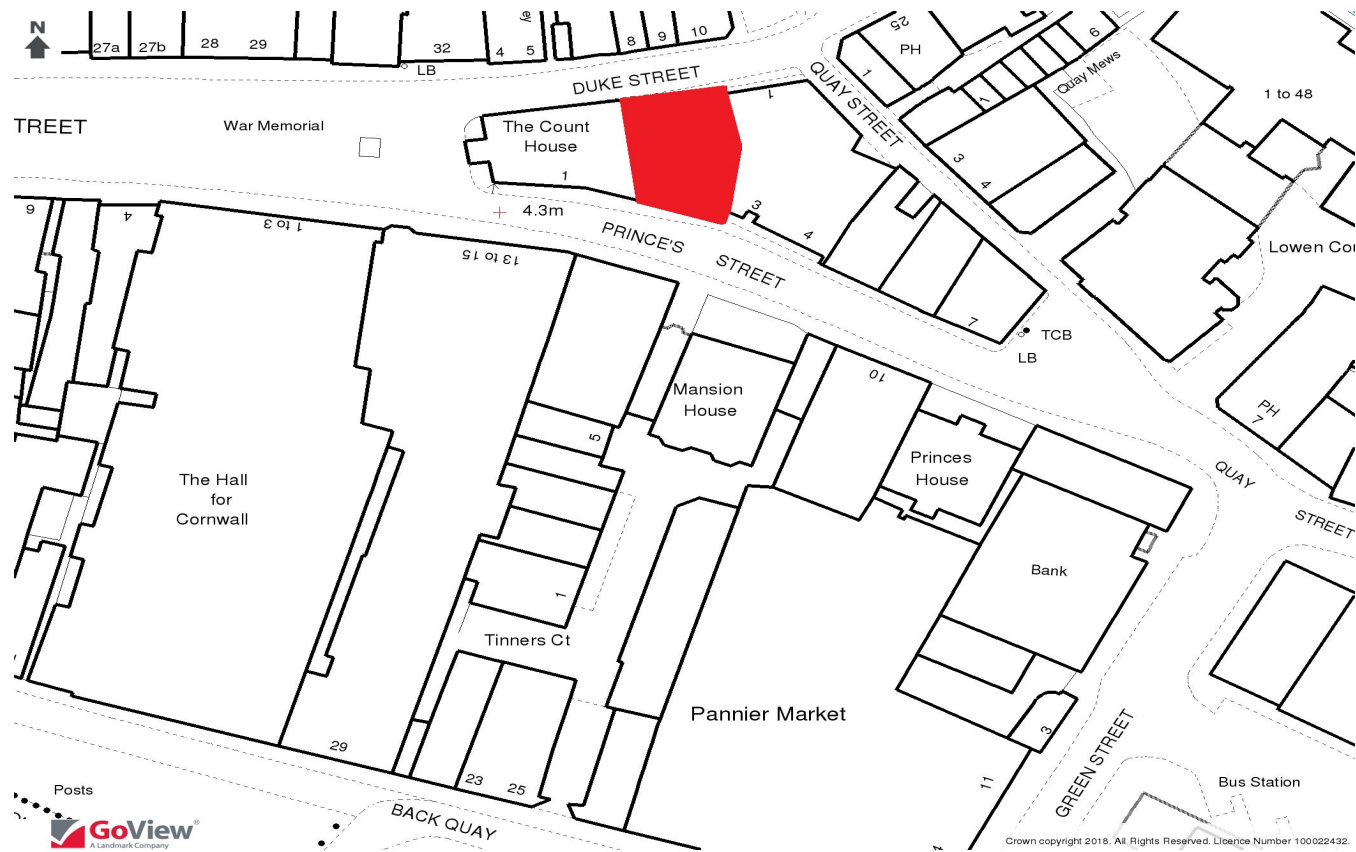 N
27a
27b
28
29
32
4
5
ey
8
9
10
LB
DUKE STREET
25
PH
1
6
Quay Mews
1
1 to 48
QUAY STREET
TREET
War Memorial
The Count
House
1
1
3
4
4.3m
3
4
PRINCE'S
STREET
Lowen Cou
6
4
1 to 3
13 to 15
7
TCB
LB
Mansion
House
10
PH
7
5
Princes
House
QUAY
STREET
The Hall
for
Cornwall
Bank
1
Tinners Ct
Pannier Market
3
GREEN STREET
29
23
25
11
Bus Station
Posts
BACK QUAY
GoView®
A Landmark Company
Crown copyright 2018. All Rights Reserved. Licence Number 100022432.